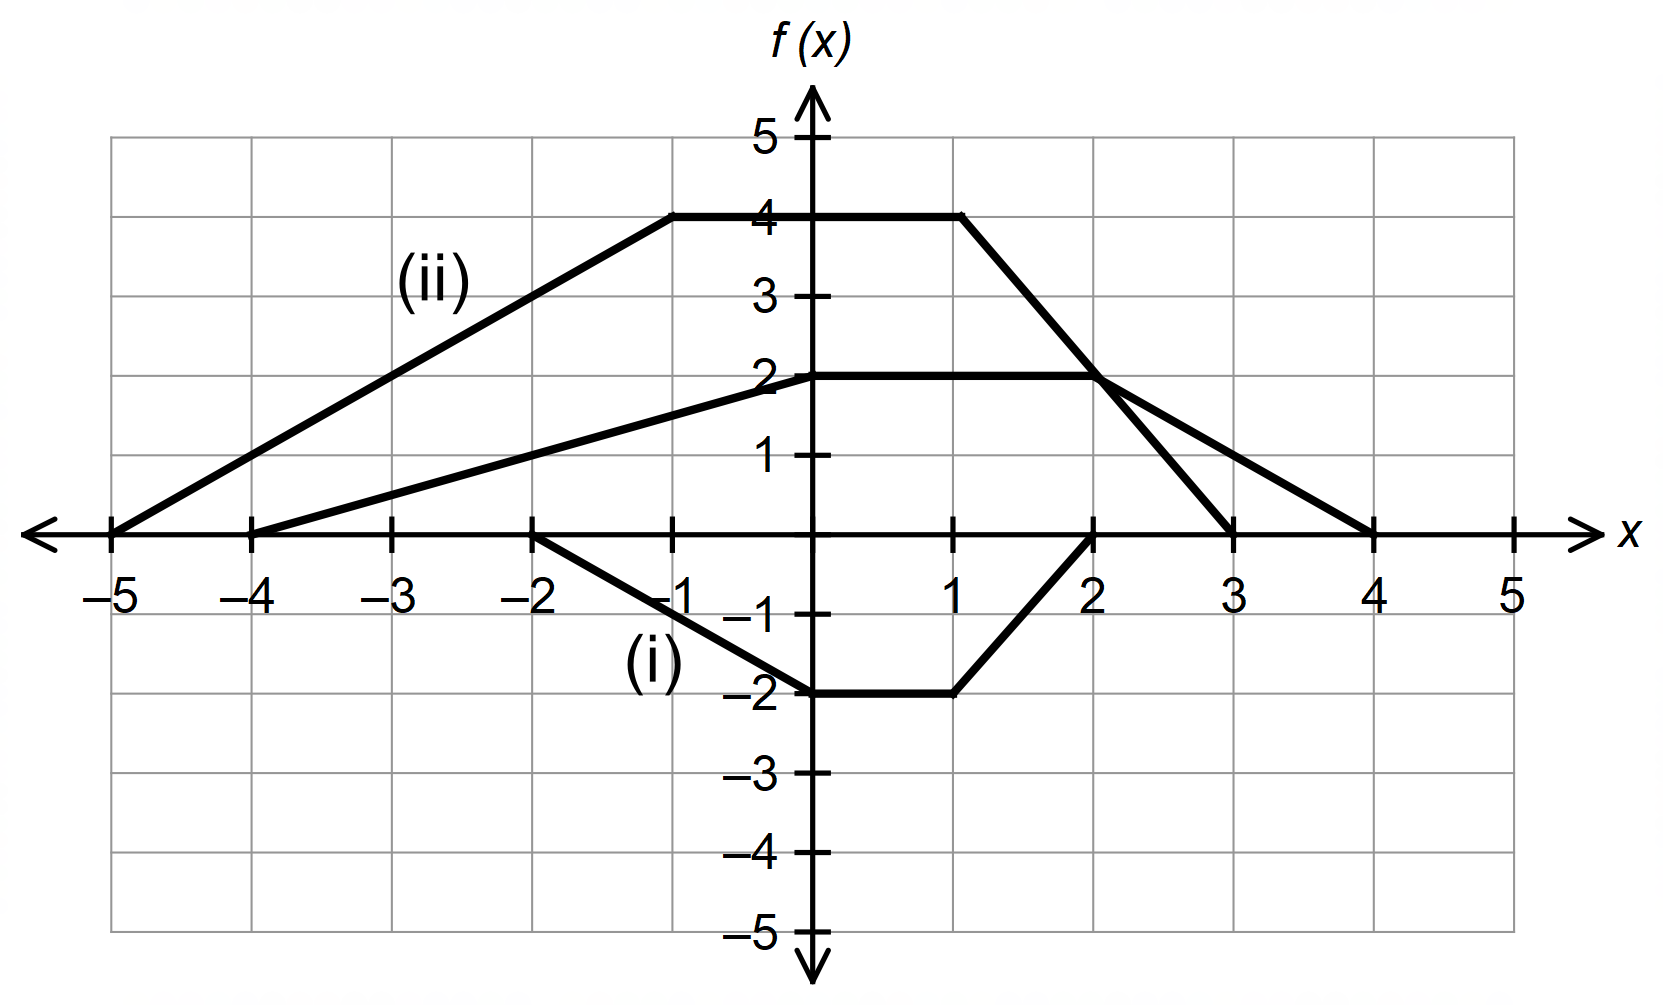 f (x)
5
4
(ii)
3
2
1
x
–5 –4 –3 –2 –1 1 2 3 4 5
–1
(i)
–2
–3
–4
–5